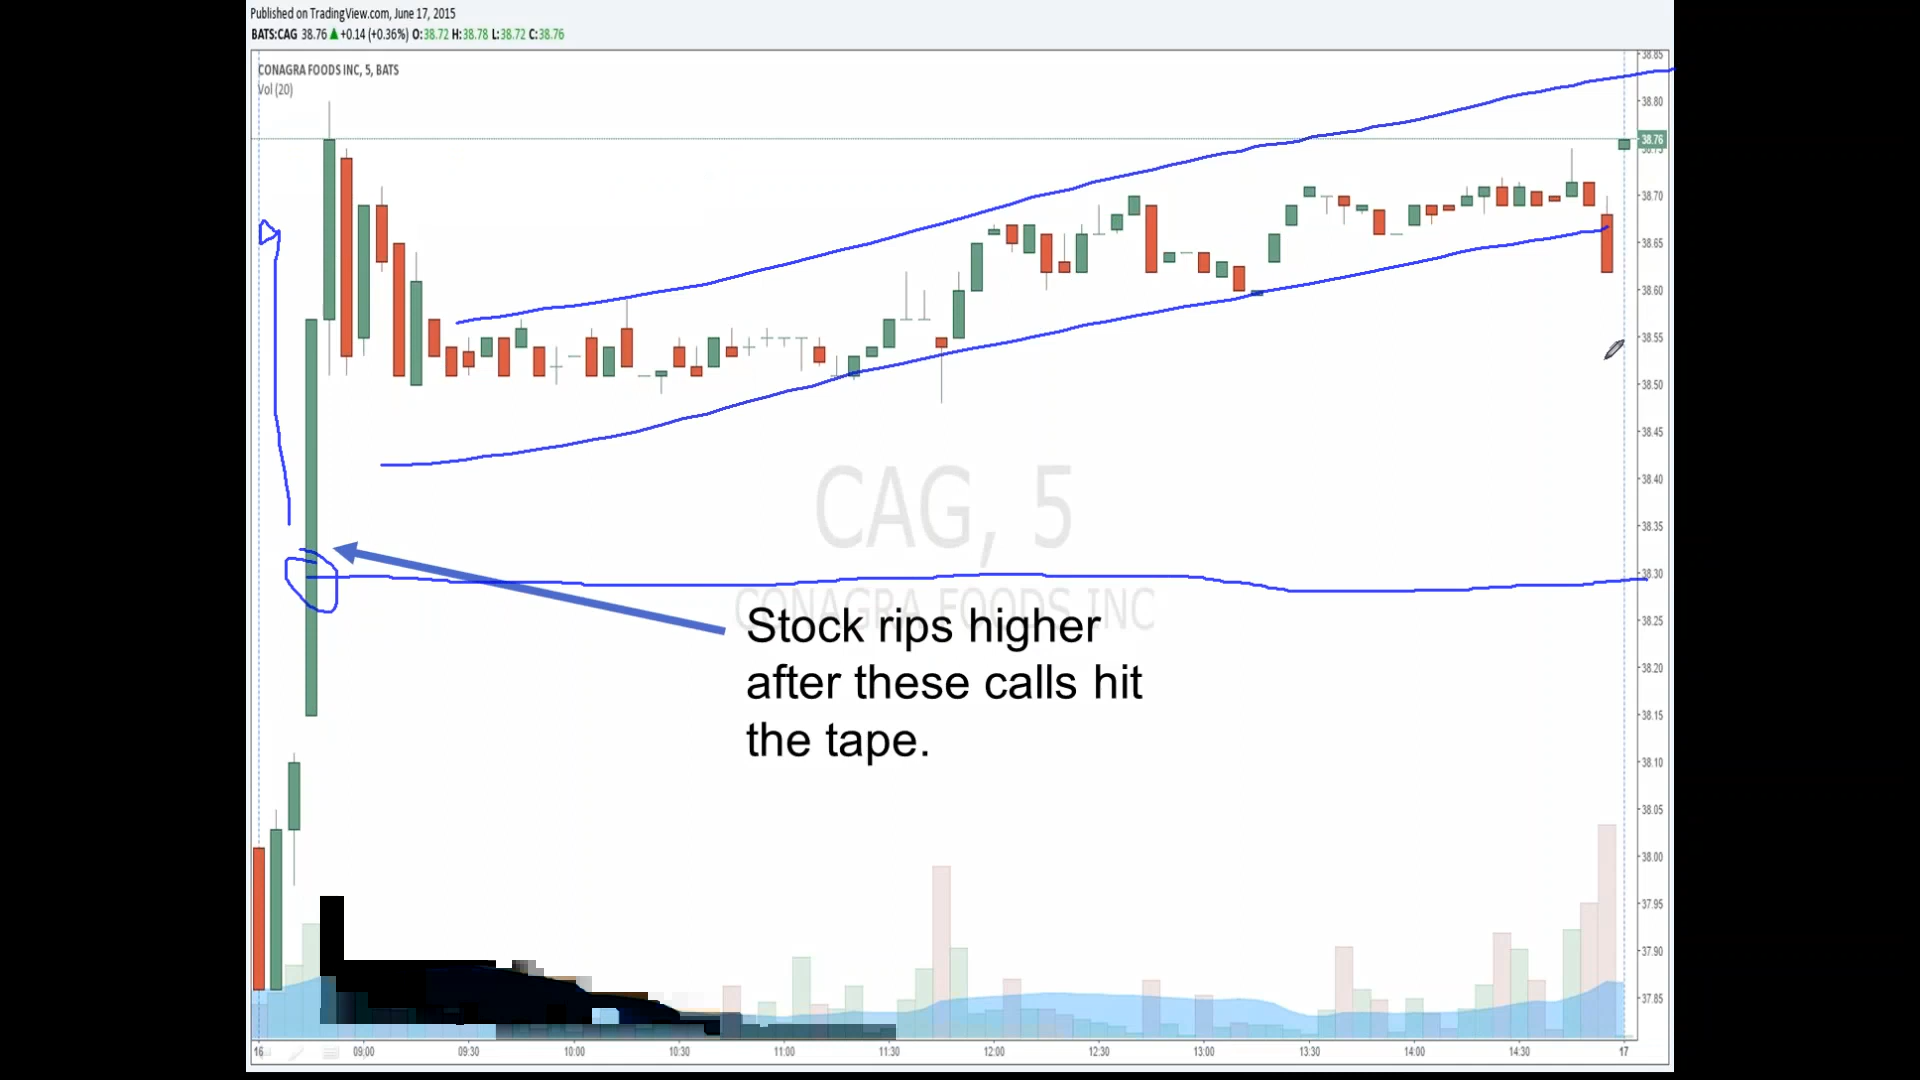 Published on TradingView.com, June 17, 2015
BATS:CAG 38.76 ▲ +0.14 (+0.36%) O:38.72 H:38.78 L:38.72 C:38.76
CONAGRA FOODS INC, 5, BATS
Vol (20)
38.85
38.80
38.76
38.75
38.70
38.65
38.60
38.55
38.50
38.45
38.40
38.35
38.30
38.25
38.20
38.15
38.10
38.05
38.00
37.95
37.90
37.85
CAG, 5
CONAGRA FOODS INC
Stock rips higher
after these calls hit
the tape.
16 09:00 09:30 10:00 10:30 11:00 11:30 12:00 12:30 13:00 13:30 14:00 14:30 17